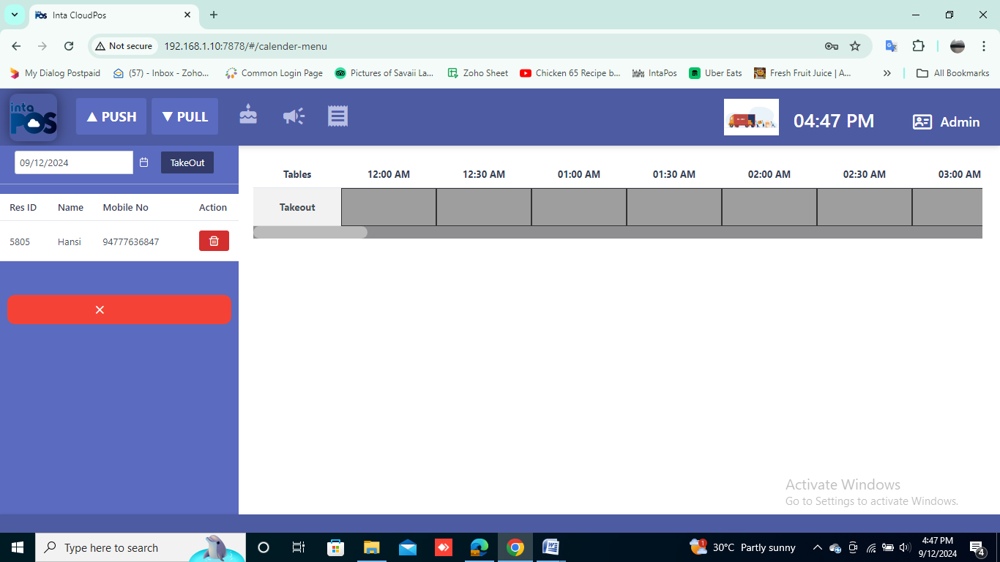 POS Inta CloudPos
Not secure 192.168.1.10:7878/#/calender-menu
My Dialog Postpaid (57) - Inbox - Zoho... Common Login Page Pictures of Savaii La... Zoho Sheet Chicken 65 Recipe b... IntaPos Uber Eats Fresh Fruit Juice | A... All Bookmarks
inta
POS
PUSH PULL 04:47 PM Admin
09/12/2024 TakeOut
Tables 12:00 AM 12:30 AM 01:00 AM 01:30 AM 02:00 AM 02:30 AM 03:00 AM
Res ID Name Mobile No Action
Takeout
5805 Hansi 94777636847
Activate Windows
Go to Settings to activate Windows.
Type here to search 1 30°C Partly sunny 4:47 PM
9/12/2024 4